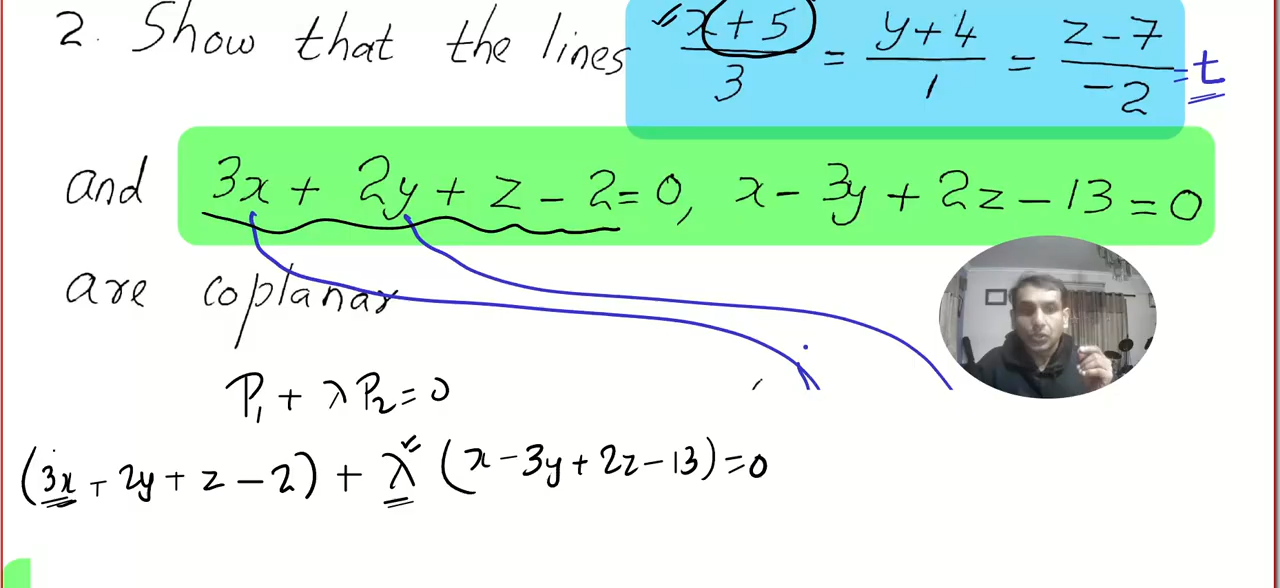 2. Show that the lines (x+5)/3 = (y+4)/1 = (z-7)/-2 = t
and 3x + 2y + z - 2 = 0, x - 3y + 2z - 13 = 0
are coplanar
P₁ + λP₂ = 0
(3x + 2y + z - 2) + λ (x - 3y + 2z - 13) = 0